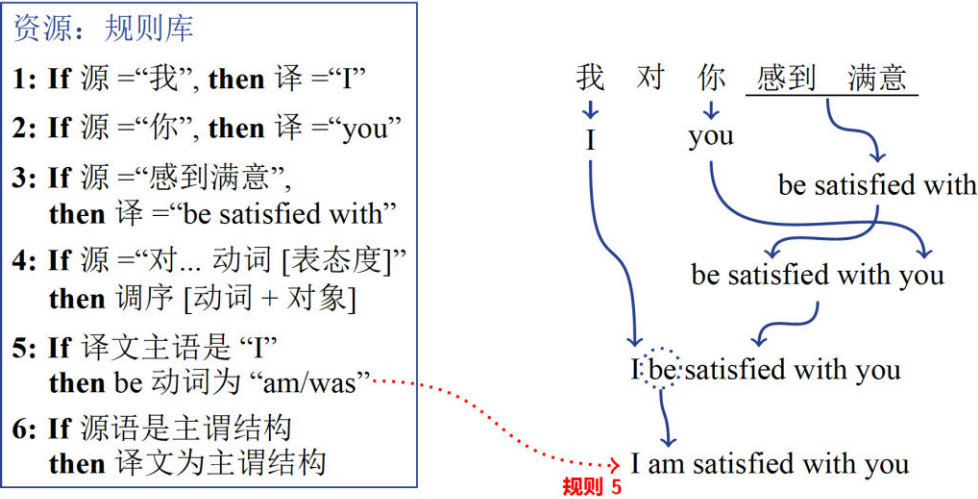 资源：规则库
1: If 源 =“我”, then 译 =“I”
2: If 源 =“你”, then 译 =“you”
3: If 源 =“感到满意”,
then 译 =“be satisfied with”
4: If 源 =“对... 动词 [表态度]”
then 调序 [动词 + 对象]
5: If 译文主语是 “I”
then be 动词为 “am/was”
6: If 源语是主谓结构
then 译文为主谓结构
我 对 你 感到 满意
I you
be satisfied with
be satisfied with you
I be satisfied with you
I am satisfied with you
规则 5